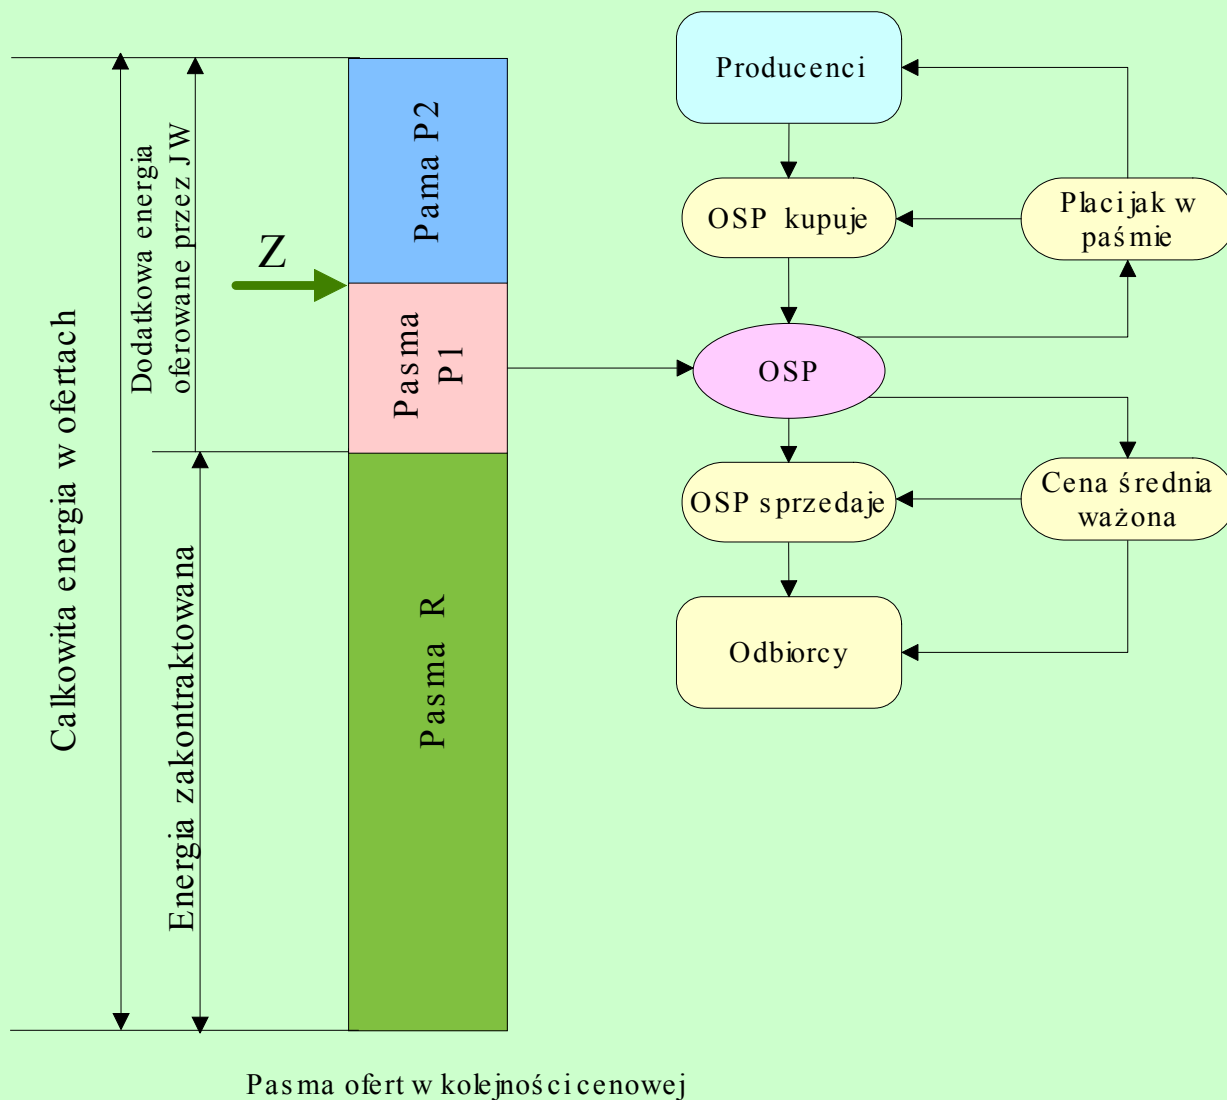 Całkowita energia w ofertach
Dodatkowa energia
oferowane przez JW
Energia zakontraktowana
Z
Pama P2
Pasma
P1
Pasma R
Producenci
OSP kupuje
Placi jak w
paśmie
OSP
OSP sprzedaje
Cena średnia
ważona
Odbiorcy
Pasma ofert w kolejności cenowej